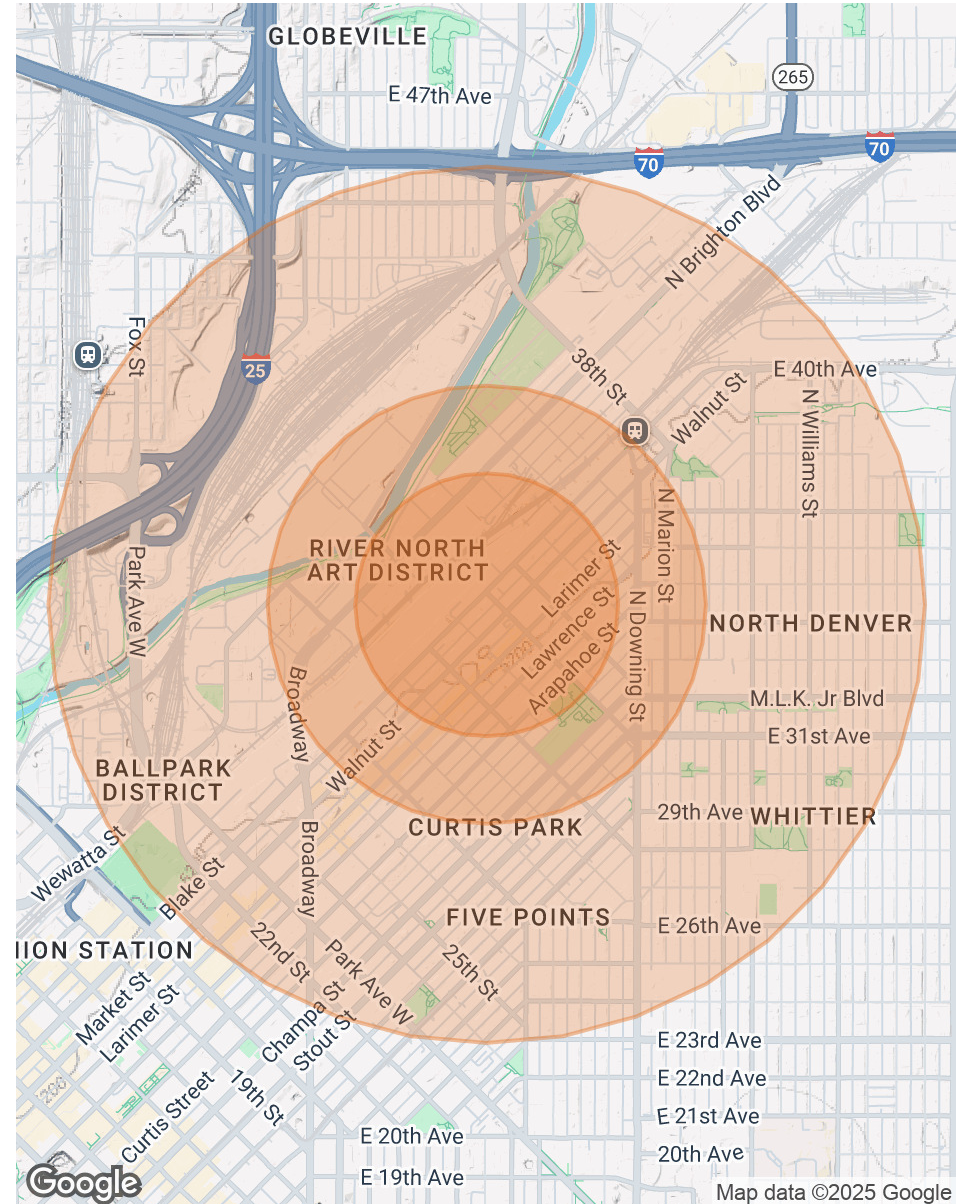 GLOBEVILLE
E 47th Ave
265
70
70
N Brighton Blvd
Fox St
25
38th St
E 40th Ave
Walnut St
N Williams St
N Marion St
RIVER NORTH
ART DISTRICT
Park Ave W
Larimer St
Lawrence St
Arapahoe St
N Downing St
NORTH DENVER
5200
Broadway
M.L.K. Jr Blvd
E 31st Ave
Walnut St
BALLPARK
DISTRICT
29th Ave
WHITTIER
CURTIS PARK
Wewatta St
Broadway
Blake St
FIVE POINTS
E 26th Ave
NION STATION
22nd St
Park Ave W
25th St
Market St
Larimer St
Champa St
Stout St
E 23rd Ave
E 22nd Ave
5200
Curtis Street
19th St
E 21st Ave
E 20th Ave
20th Ave
E 19th Ave
Google
Map data ©2025 Google